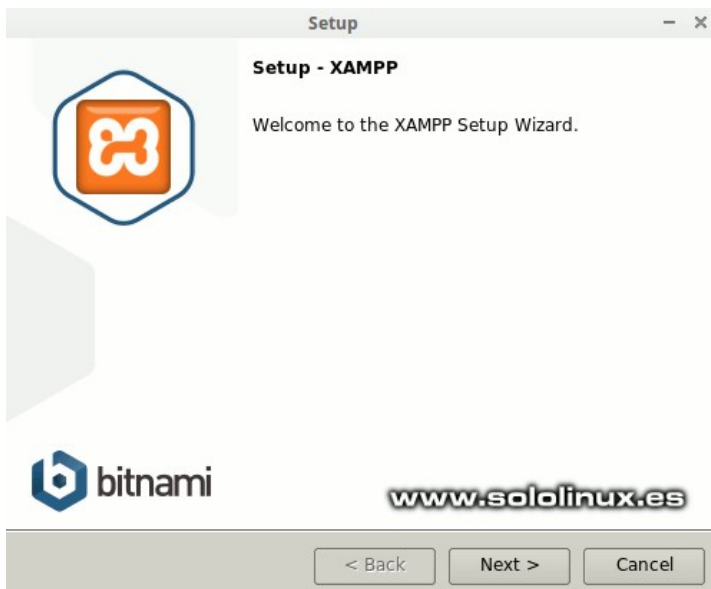 Setup
Setup - XAMPP
Welcome to the XAMPP Setup Wizard.
bitnami
www.sololinux.es
< Back Next > Cancel